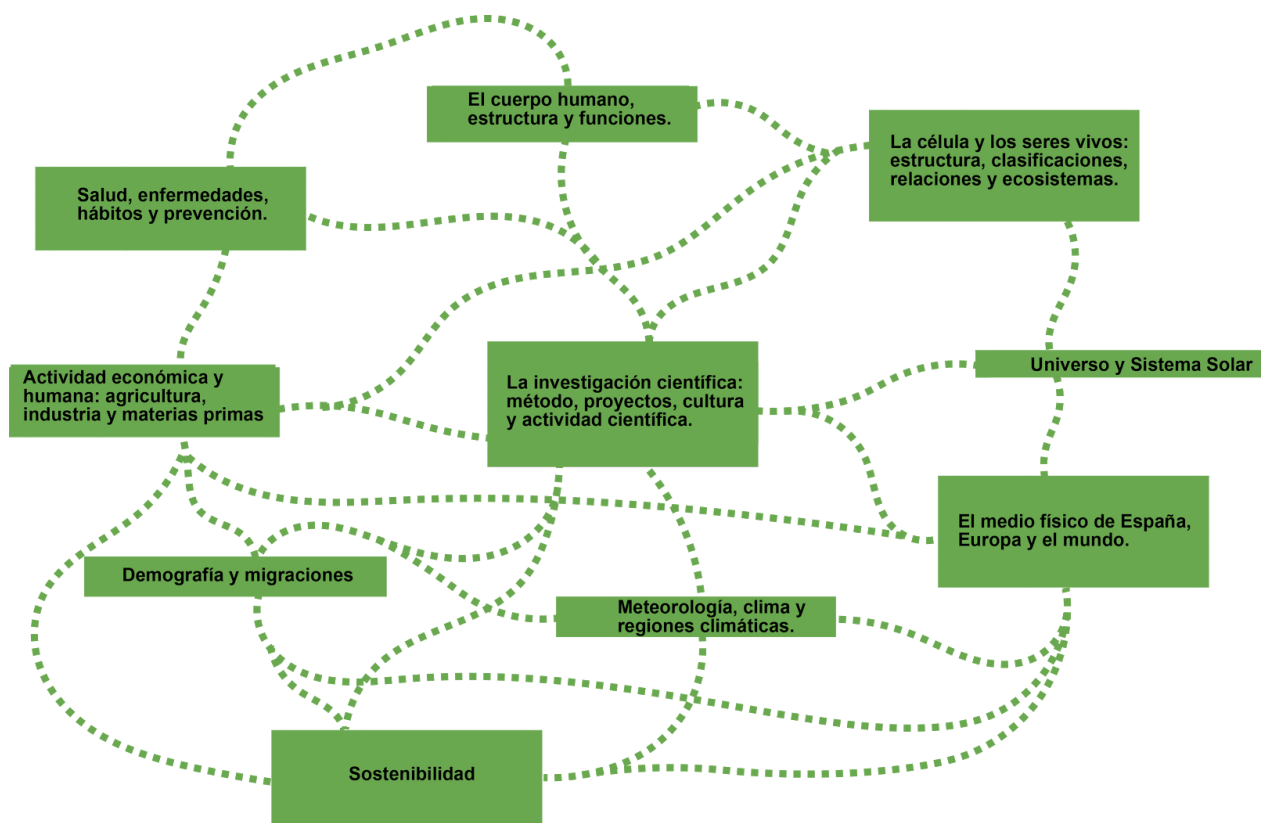 El cuerpo humano,
estructura y funciones.
La célula y los seres vivos:
estructura, clasificaciones,
relaciones y ecosistemas.
Salud, enfermedades,
hábitos y prevención.
Universo y Sistema Solar
Actividad económica y
humana: agricultura,
industria y materias primas
La investigación científica:
método, proyectos, cultura
y actividad científica.
El medio físico de España,
Europa y el mundo.
Demografía y migraciones
Meteorología, clima y
regiones climáticas.
Sostenibilidad